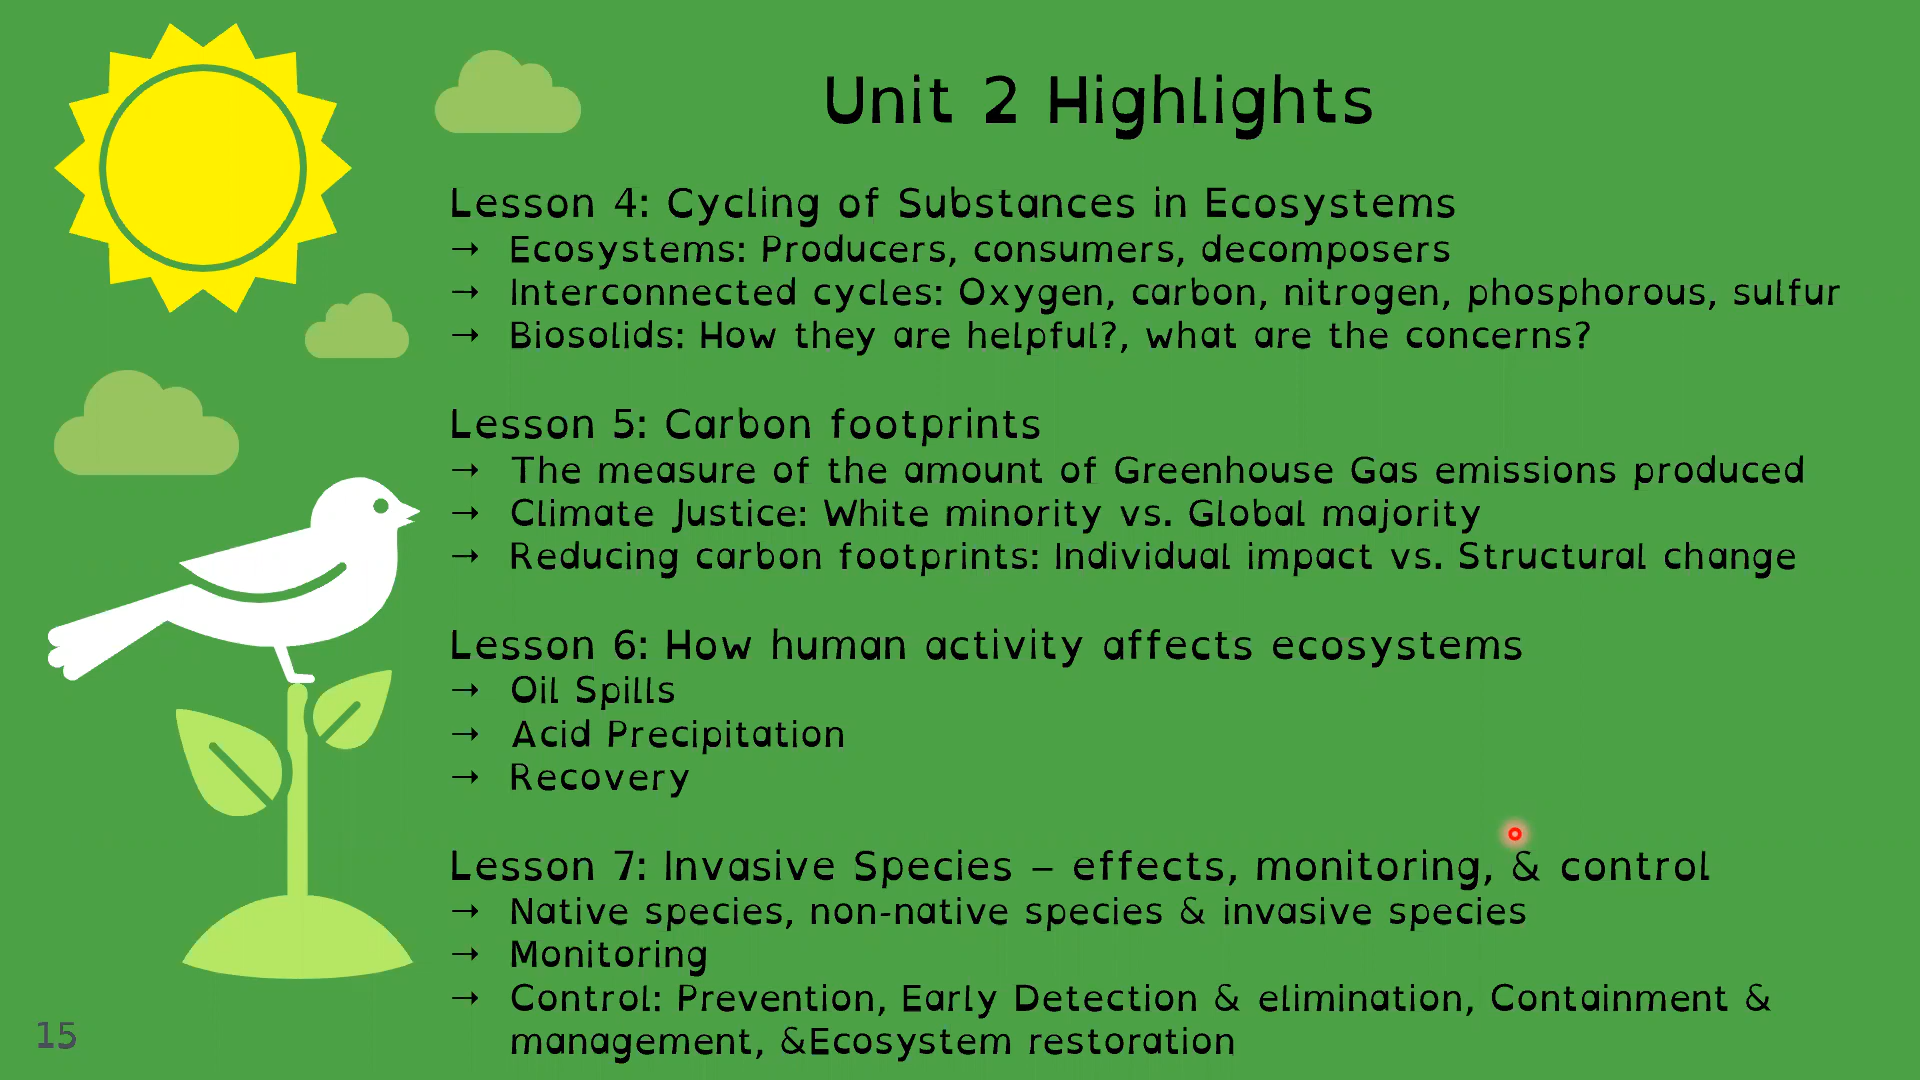 Unit 2 Highlights
Lesson 4: Cycling of Substances in Ecosystems
→ Ecosystems: Producers, consumers, decomposers
→ Interconnected cycles: Oxygen, carbon, nitrogen, phosphorous, sulfur
→ Biosolids: How they are helpful?, what are the concerns?
Lesson 5: Carbon footprints
→ The measure of the amount of Greenhouse Gas emissions produced
→ Climate Justice: White minority vs. Global majority
→ Reducing carbon footprints: Individual impact vs. Structural change
Lesson 6: How human activity affects ecosystems
→ Oil Spills
→ Acid Precipitation
→ Recovery
Lesson 7: Invasive Species – effects, monitoring, & control
→ Native species, non-native species & invasive species
→ Monitoring
→ Control: Prevention, Early Detection & elimination, Containment &
management, &Ecosystem restoration
15